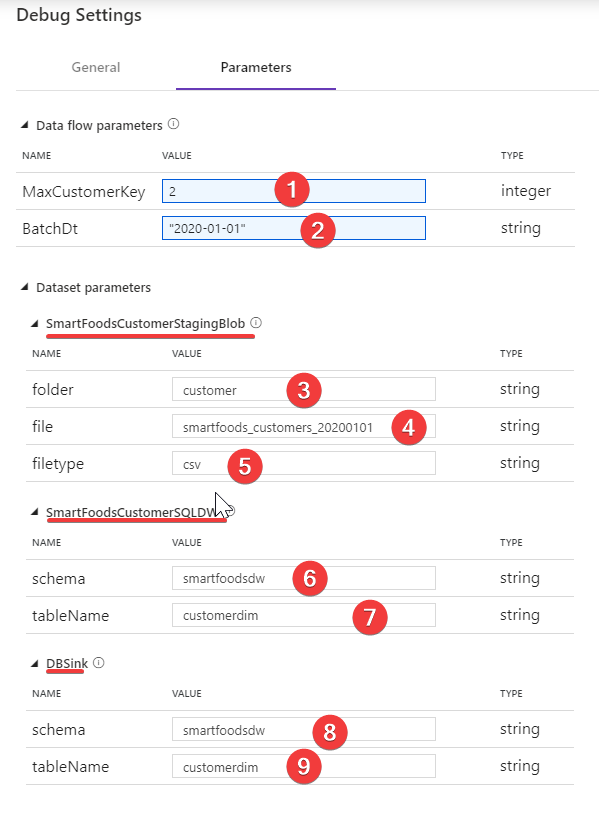 Debug Settings
General Parameters
Data flow parameters
NAME VALUE TYPE
MaxCustomerKey 2 1 integer
BatchDt "2020-01-01" 2 string
Dataset parameters
SmartFoodsCustomerStagingBlob
NAME VALUE TYPE
folder customer 3 string
file smartfoods_customers_20200101 4 string
filetype csv 5 string
SmartFoodsCustomerSQLDW
NAME VALUE TYPE
schema smartfoodsdw 6 string
tableName customerdim 7 string
DBSink
NAME VALUE TYPE
schema smartfoodsdw 8 string
tableName customerdim 9 string